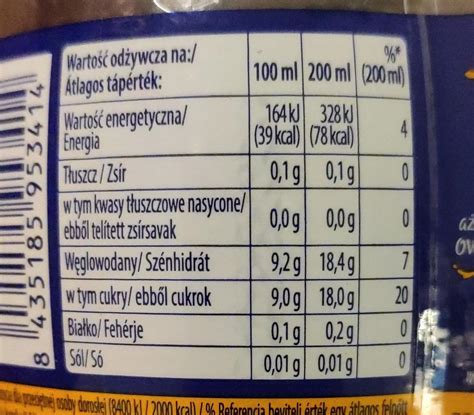 Wartość odżywcza na:/
Átlagos tápérték:
100 ml 200 ml %*
(200 ml)
Wartość energetyczna/
Energia
164 kJ 328 kJ
(39 kcal) (78 kcal) 4
Tłuszcz / Zsír 0,1 g 0,1 g 0
w tym kwasy tłuszczowe nasycone/
ebből telített zsírsavak 0,0 g 0,0 g 0
Węglowodany/ Szénhidrát 9,2 g 18,4 g 7
w tym cukry/ ebből cukrok 9,0 g 18,0 g 20
Białko/ Fehérje 0,1 g 0,2 g 0
Sól/ Só 0,01 g 0,01 g 0
8 435185 953414
osoby dorosłej (8400 kJ / 2000 kcal) / % Referencia beviteli érték egy átlagos felnőtt